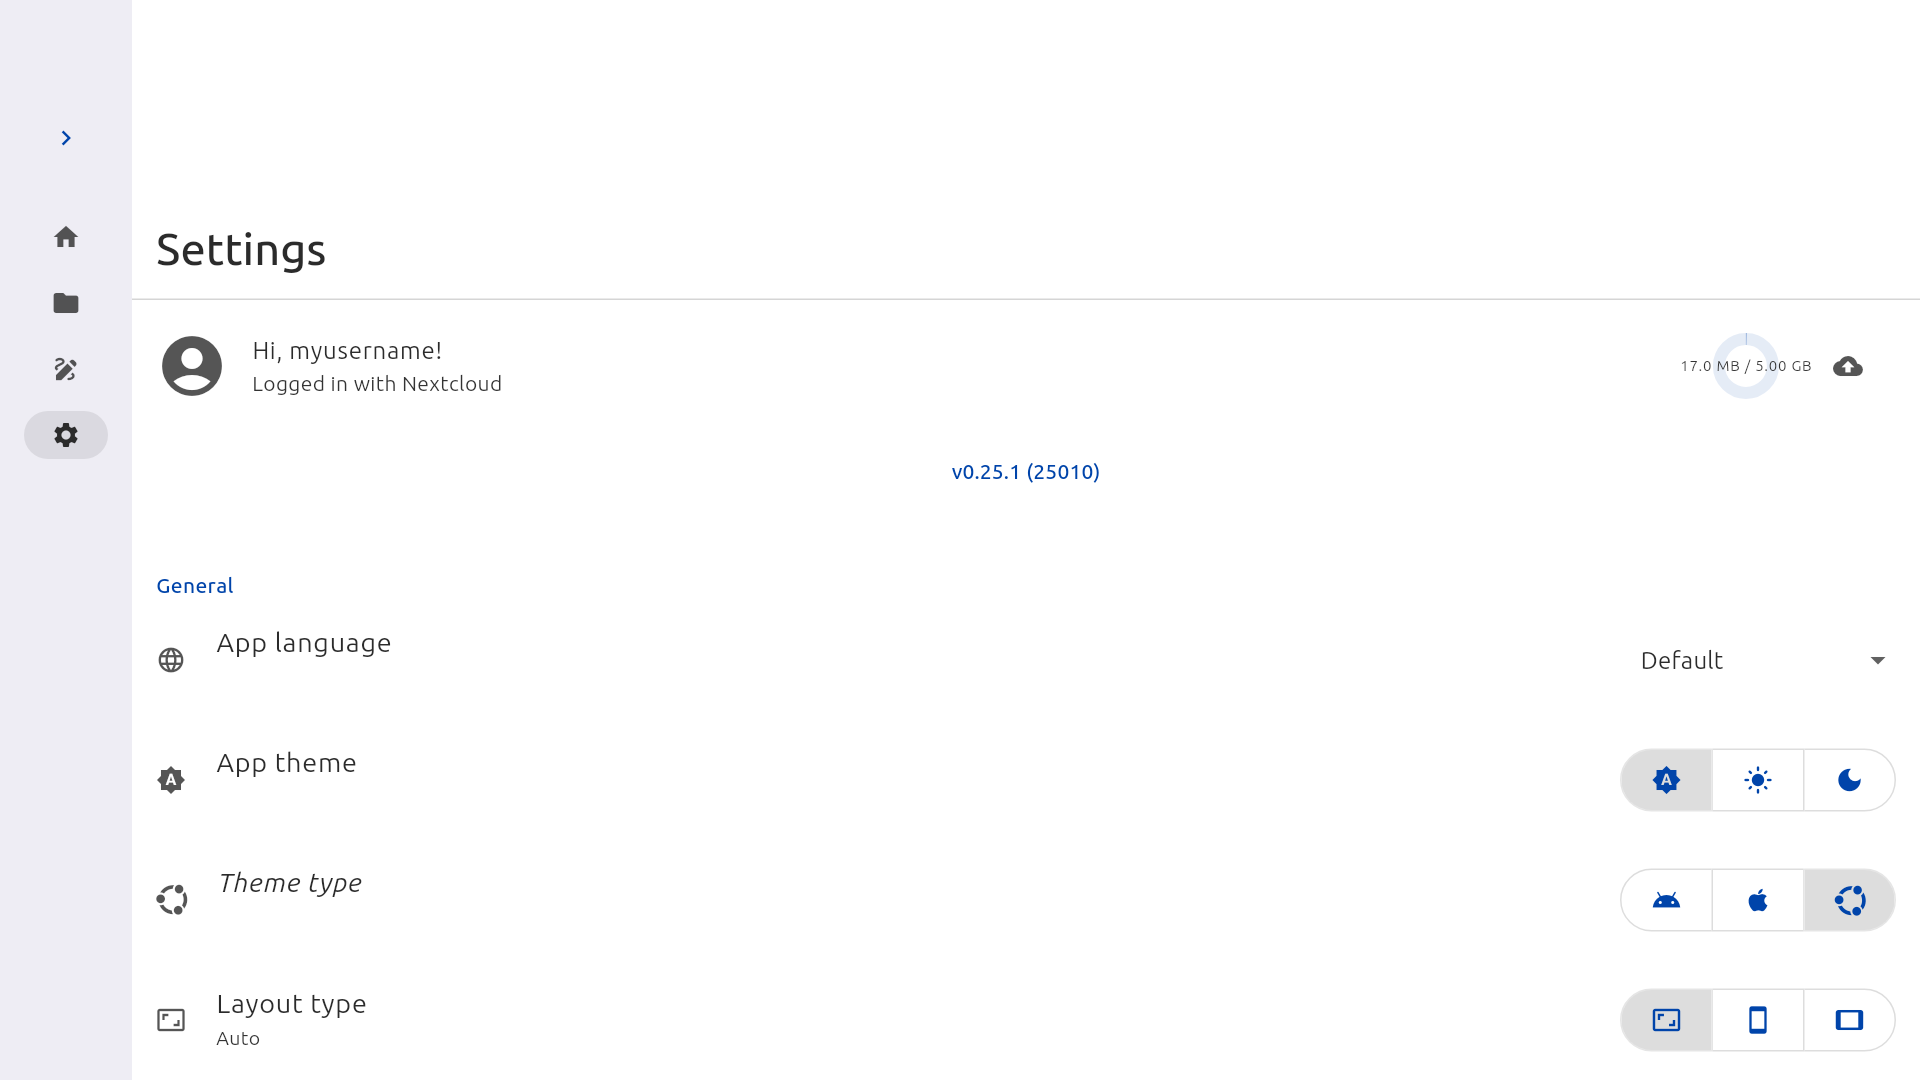 Settings
Hi, myusername!
Logged in with Nextcloud
17.0 MB / 5.00 GB
v0.25.1 (25010)
General
App language
Default
App theme
Theme type
Layout type
Auto